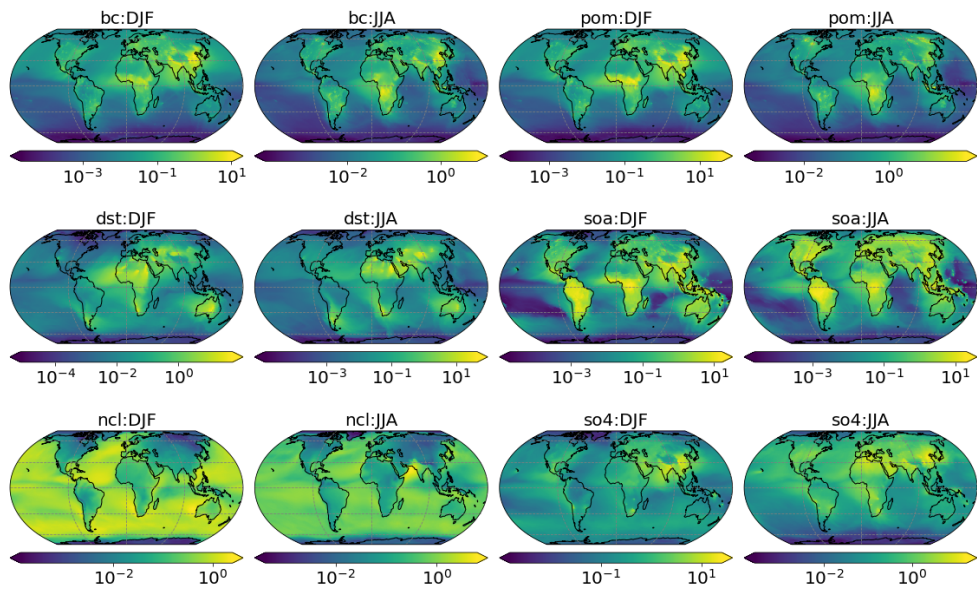 bc:DJF bc:JJA pom:DJF pom:JJA
10⁻³ 10⁻¹ 10¹ 10⁻² 10⁰ 10⁻³ 10⁻¹ 10¹ 10⁻² 10⁰
dst:DJF dst:JJA soa:DJF soa:JJA
10⁻⁴ 10⁻² 10⁰ 10⁻³ 10⁻¹ 10¹ 10⁻³ 10⁻¹ 10¹ 10⁻³ 10⁻¹ 10¹
ncl:DJF ncl:JJA so4:DJF so4:JJA
10⁻² 10⁰ 10⁻² 10⁰ 10⁻¹ 10¹ 10⁻² 10⁰